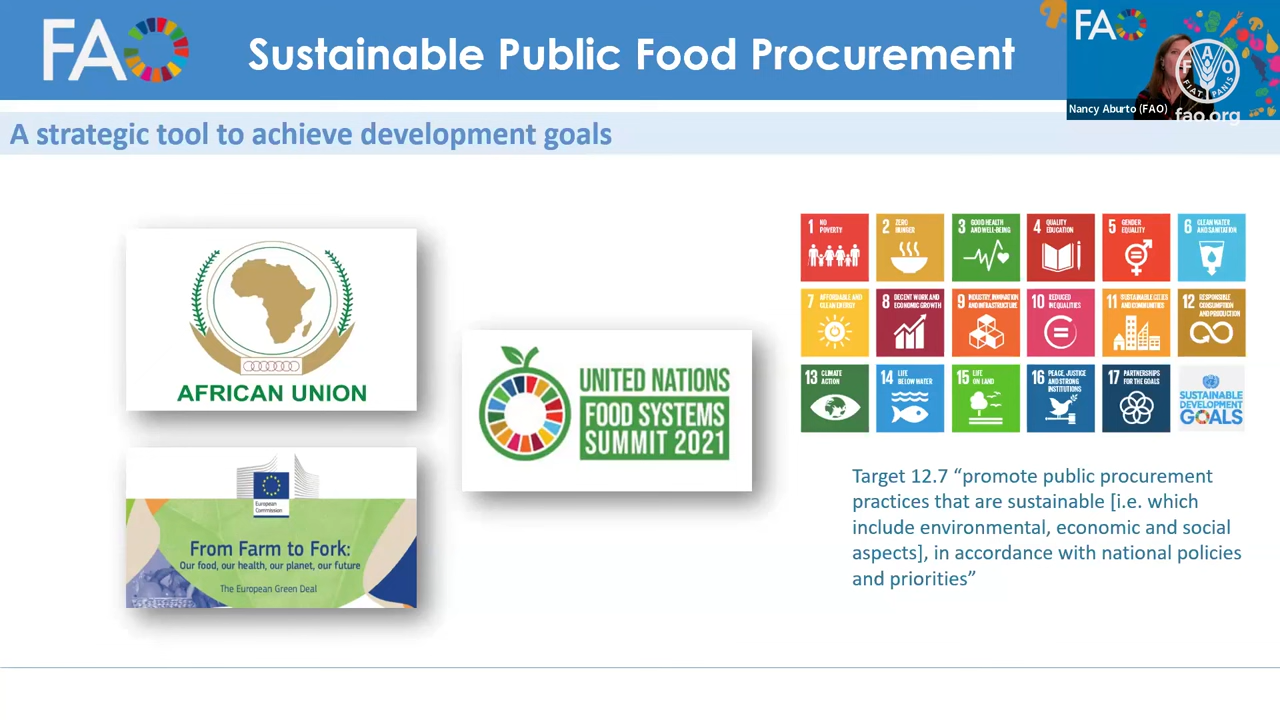 FAO
Sustainable Public Food Procurement
FAO
FAO
FIAT PANIS
Nancy Aburto (FAO)
fao.org
A strategic tool to achieve development goals
AFRICAN UNION
European
Commission
From Farm to Fork:
Our food, our health, our planet, our future
The European Green Deal
UNITED NATIONS
FOOD SYSTEMS
SUMMIT 2021
1 NO
POVERTY
2 ZERO
HUNGER
3 GOOD HEALTH
AND WELL-BEING
4 QUALITY
EDUCATION
5 GENDER
EQUALITY
6 CLEAN WATER
AND SANITATION
7 AFFORDABLE AND
CLEAN ENERGY
8 DECENT WORK AND
ECONOMIC GROWTH
9 INDUSTRY, INNOVATION
AND INFRASTRUCTURE
10 REDUCED
INEQUALITIES
11 SUSTAINABLE CITIES
AND COMMUNITIES
12 RESPONSIBLE
CONSUMPTION
AND PRODUCTION
13 CLIMATE
ACTION
14 LIFE
BELOW WATER
15 LIFE
ON LAND
16 PEACE, JUSTICE
AND STRONG
INSTITUTIONS
17 PARTNERSHIPS
FOR THE GOALS
SUSTAINABLE
DEVELOPMENT
GOALS
Target 12.7 “promote public procurement
practices that are sustainable [i.e. which
include environmental, economic and social
aspects], in accordance with national policies
and priorities”